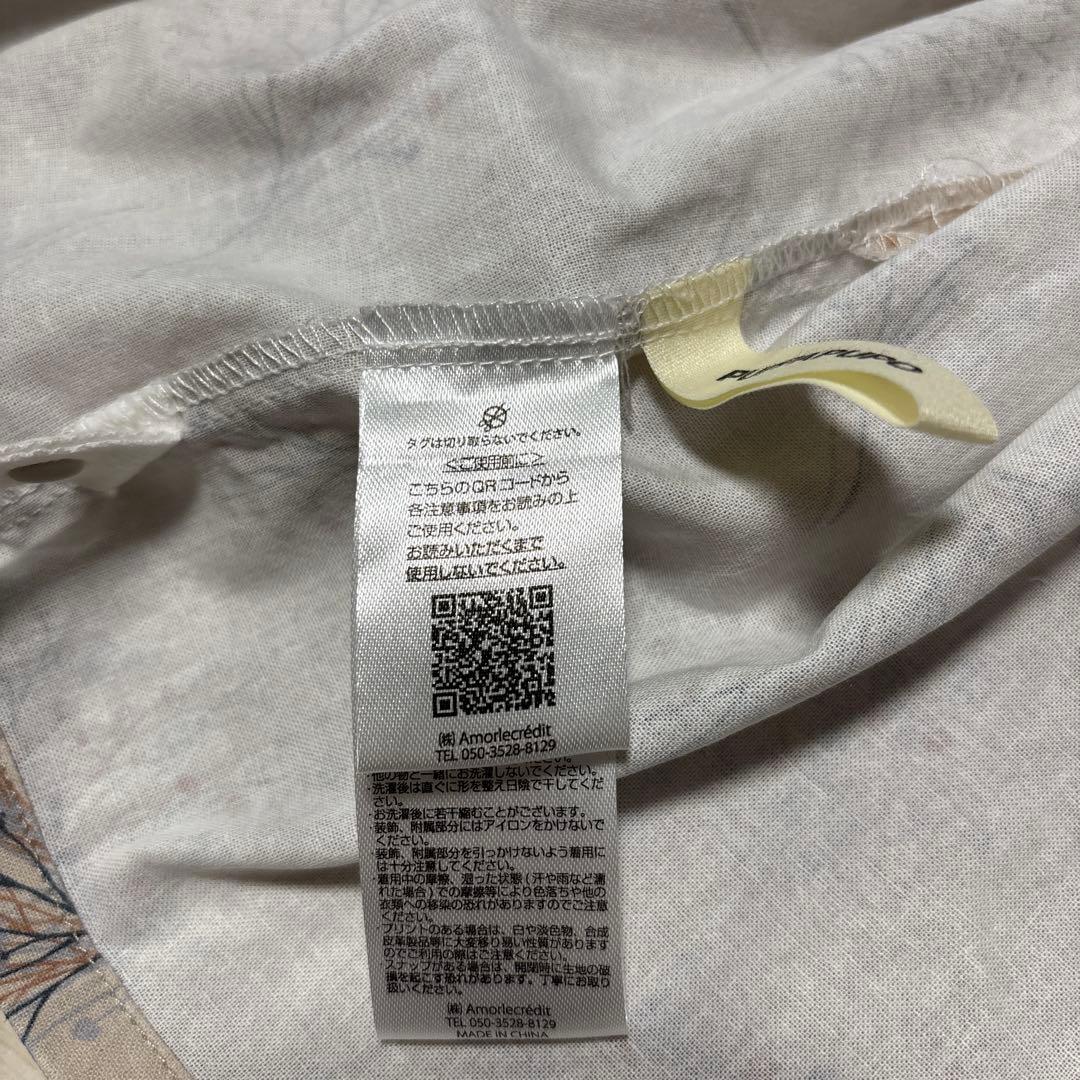 タグは切り取らないでください。
<ご使用前に>
こちらのQRコードから
各注意事項をお読みの上
ご使用ください。
お読みいただくまで
使用しないでください。
(株) Amorlecrédit
TEL 050-3528-8129
・他の物と一緒にお洗濯しないでください。
・洗濯後は直ぐに形を整え日陰で干してくだ
さい。
・お洗濯後に若干縮むことがございます。
・装飾、附属部分にはアイロンをかけないで
ください。
・装飾、附属部分を引っかけないよう着用に
は十分注意してください。
・着用中の摩擦、湿った状態(汗や雨など濡
れた場合)での摩擦等により色落ちや他の
衣類への移染の恐れがありますのでご注意
ください。
・プリントのある場合は、白や淡色物、合成
皮革製品等に大変移り易い性質があります
のでご利用の際はご注意ください。
・スナップがある場合は、開閉時に生地の破
損を起こす恐れがあります。丁寧にお取り
扱いください。
(株) Amorlecrédit
TEL 050-3528-8129
MADE IN CHINA